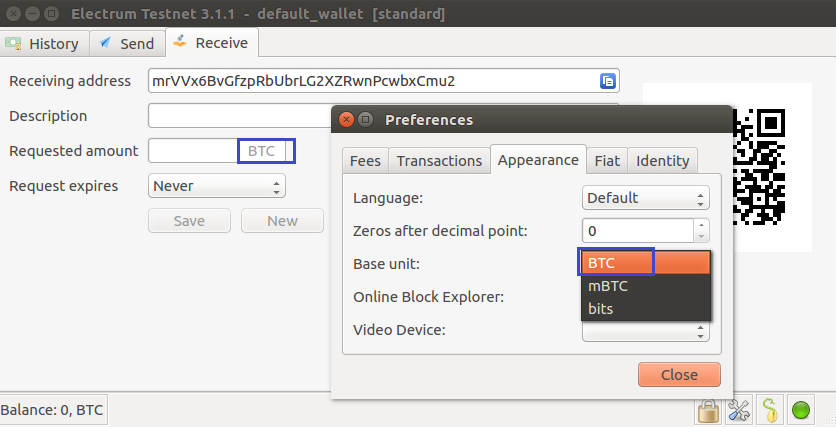 Electrum Testnet 3.1.1 - default_wallet [standard]
History Send Receive
Receiving address mrVVx6BvGfzpRbUbrLG2XZRwnPcwbxCmu2
Description
Requested amount BTC
Request expires Never
Save New
Preferences
Fees Transactions Appearance Fiat Identity
Language: Default
Zeros after decimal point: 0
Base unit: BTC
mBTC
Online Block Explorer:
bits
Video Device:
Close
Balance: 0, BTC